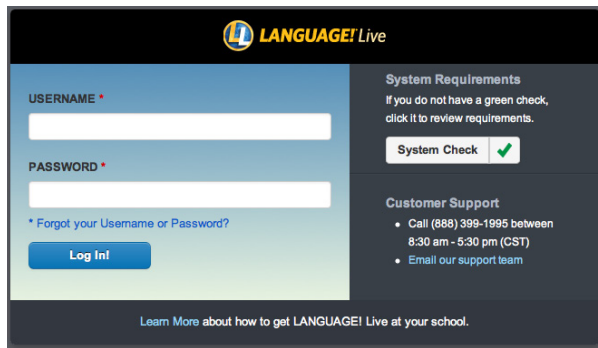 LL LANGUAGE! Live
USERNAME *
PASSWORD *
* Forgot your Username or Password?
Log In!
System Requirements
If you do not have a green check,
click it to review requirements.
System Check
Customer Support
• Call (888) 399-1995 between
8:30 am - 5:30 pm (CST)
• Email our support team
Learn More about how to get LANGUAGE! Live at your school.